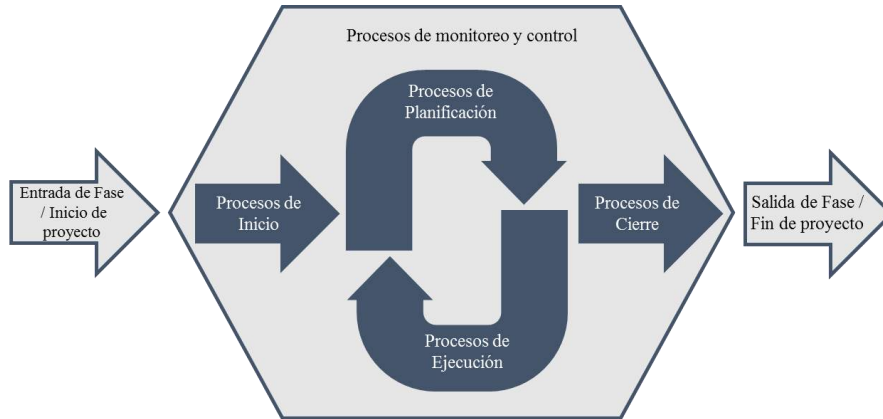 Procesos de monitoreo y control
Procesos de
Planificación
Entrada de Fase
/ Inicio de
proyecto
Procesos de
Inicio
Procesos de
Cierre
Salida de Fase /
Fin de proyecto
Procesos de
Ejecución